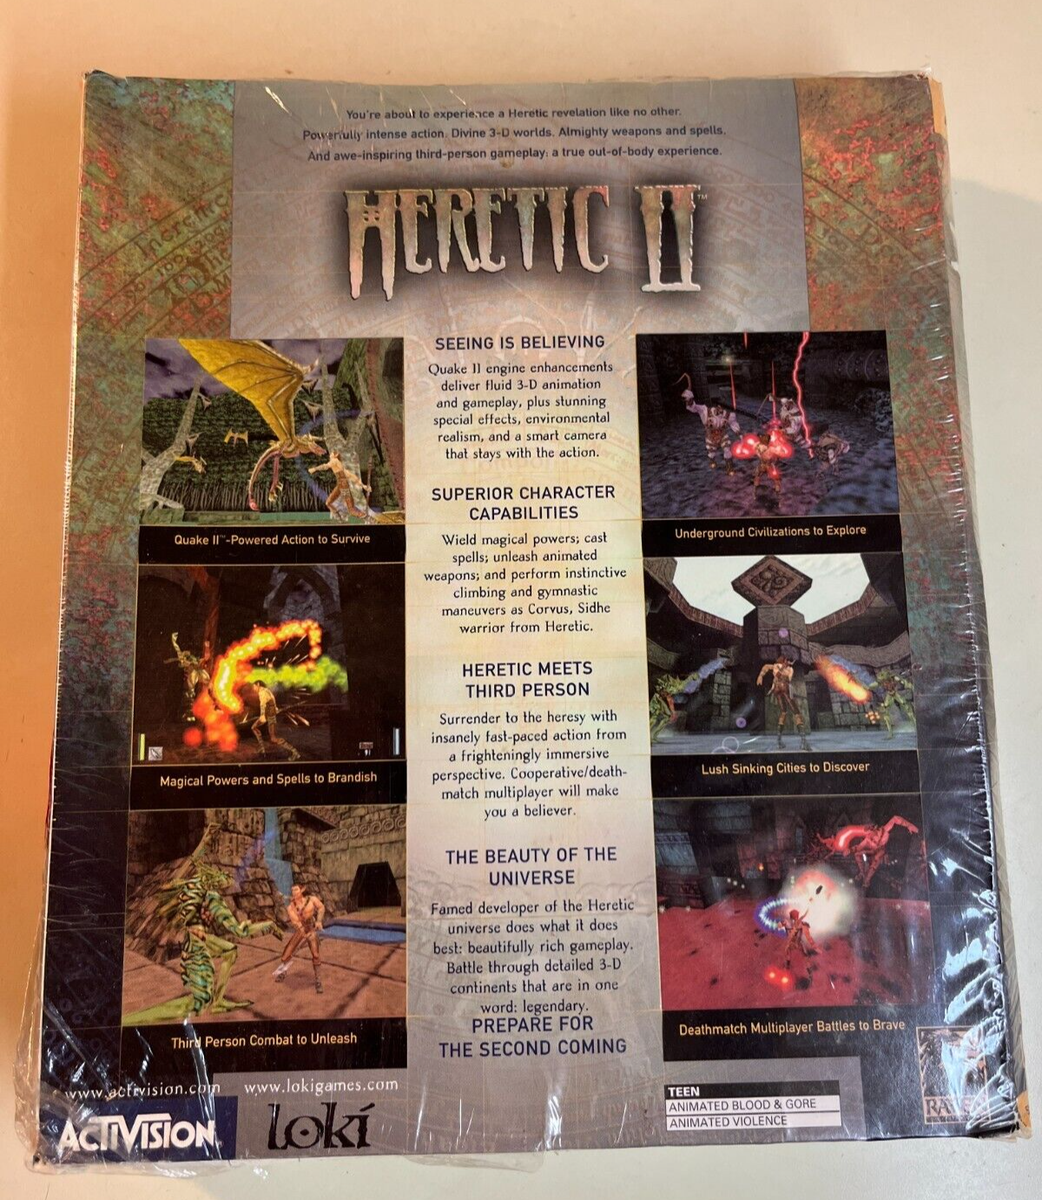 You're about to experience a Heretic revelation like no other.
Powerfully intense action. Divine 3-D worlds. Almighty weapons and spells.
And awe-inspiring third-person gameplay: a true out-of-body experience.
HERETIC II™
SEEING IS BELIEVING
Quake II engine enhancements
deliver fluid 3-D animation
and gameplay, plus stunning
special effects, environmental
realism, and a smart camera
that stays with the action.
SUPERIOR CHARACTER
CAPABILITIES
Wield magical powers; cast
spells; unleash animated
weapons; and perform instinctive
climbing and gymnastic
maneuvers as Corvus, Sidhe
warrior from Heretic.
HERETIC MEETS
THIRD PERSON
Surrender to the heresy with
insanely fast-paced action from
a frighteningly immersive
perspective. Cooperative/death-
match multiplayer will make
you a believer.
THE BEAUTY OF THE
UNIVERSE
Famed developer of the Heretic
universe does what it does
best: beautifully rich gameplay.
Battle through detailed 3-D
continents that are in one
word: legendary.
PREPARE FOR
THE SECOND COMING
Quake II™-Powered Action to Survive
Magical Powers and Spells to Brandish
Third Person Combat to Unleash
Underground Civilizations to Explore
Lush Sinking Cities to Discover
Deathmatch Multiplayer Battles to Brave
www.activision.com
www.lokigames.com
ACTIVISION
loki
TEEN
ANIMATED BLOOD & GORE
ANIMATED VIOLENCE
RAVEN